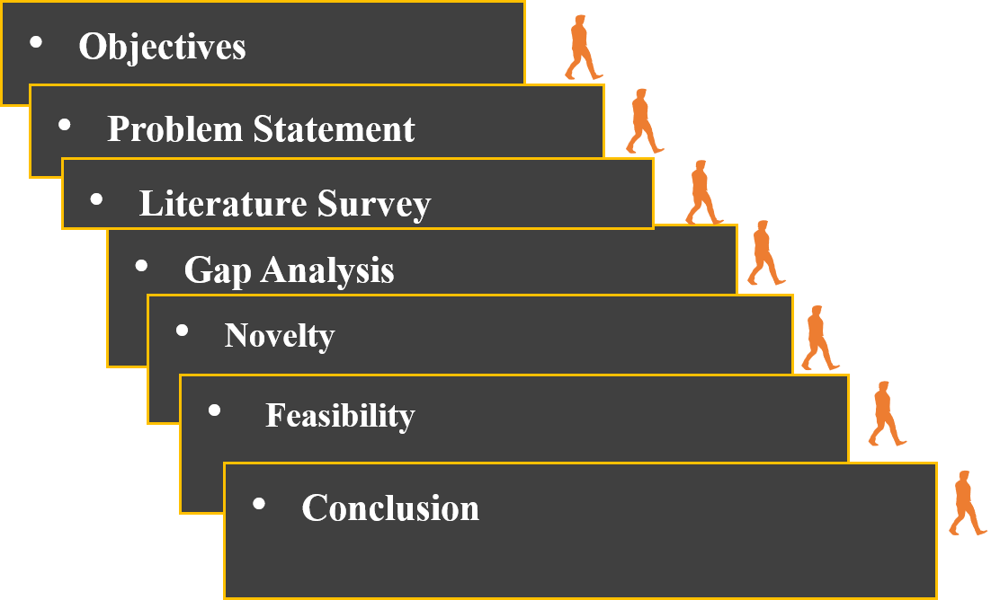 • Objectives
• Problem Statement
• Literature Survey
• Gap Analysis
• Novelty
• Feasibility
• Conclusion